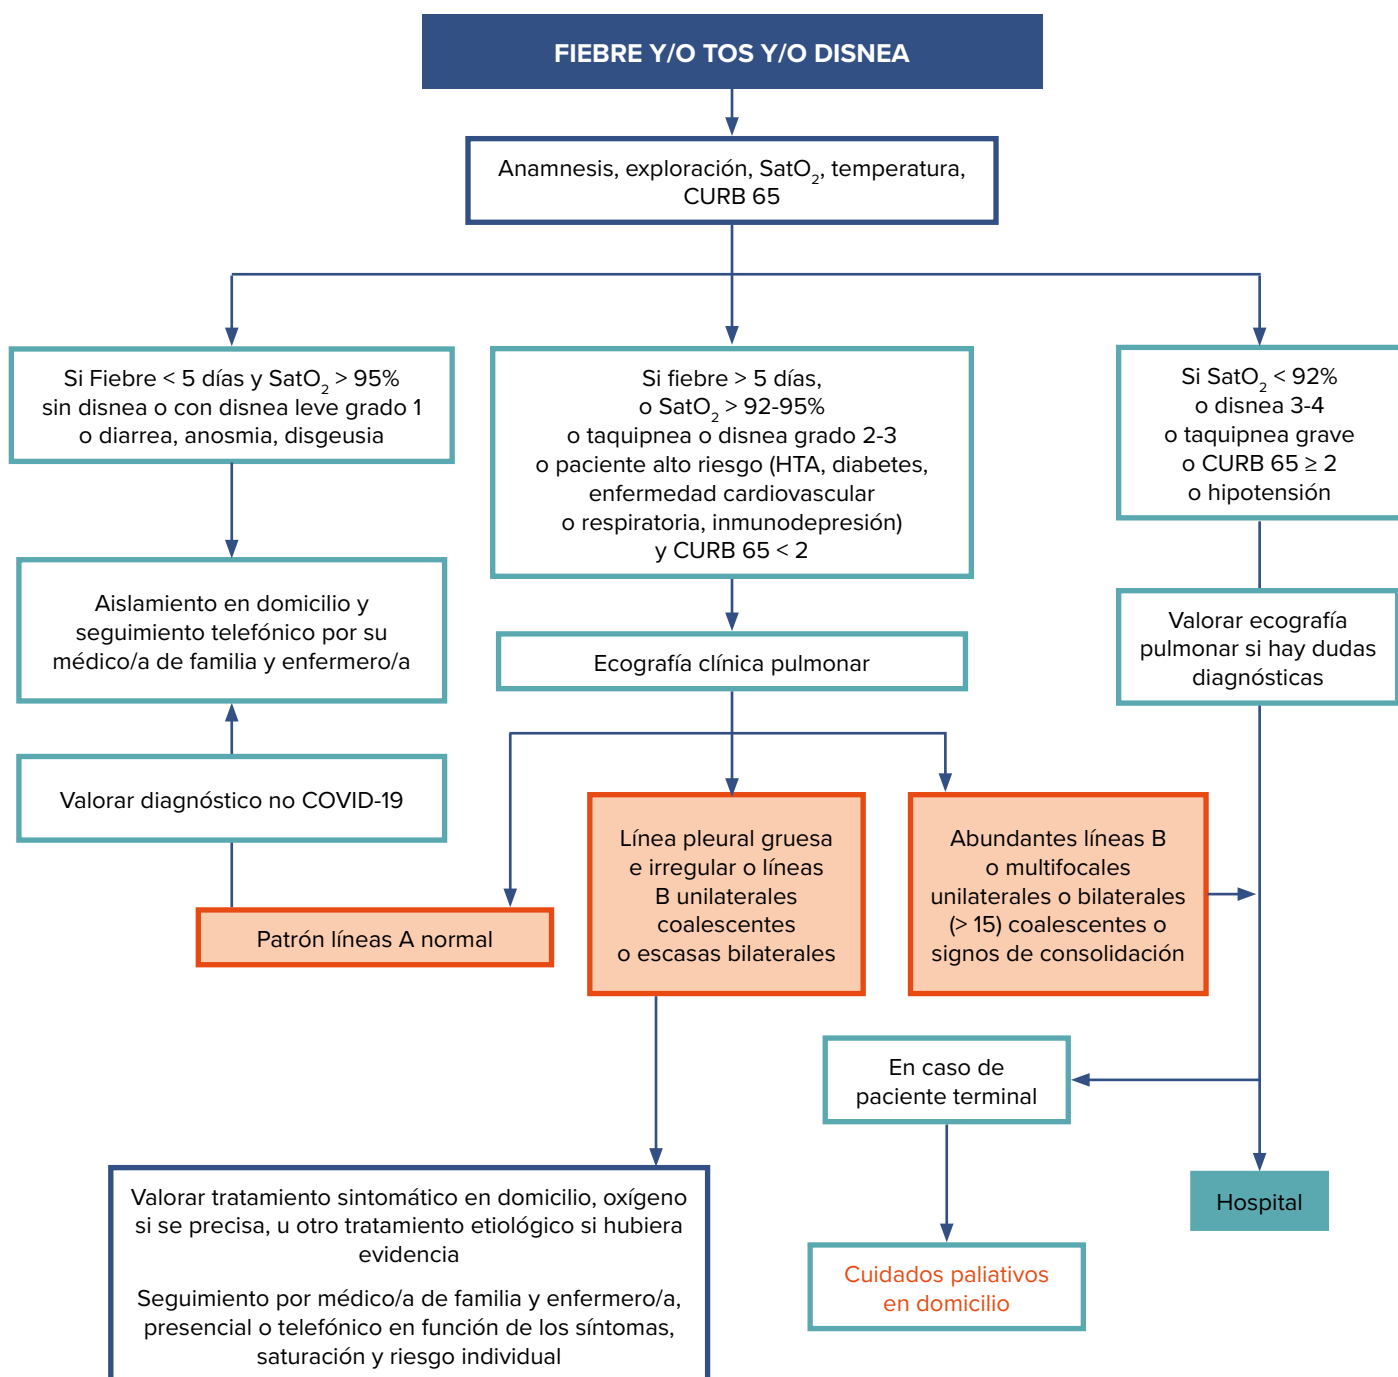 FIEBRE Y/O TOS Y/O DISNEA
Anamnesis, exploración, SatO₂, temperatura,
CURB 65
Si Fiebre < 5 días y SatO₂ > 95%
sin disnea o con disnea leve grado 1
o diarrea, anosmia, disgeusia
Si fiebre > 5 días,
o SatO₂ > 92-95%
o taquipnea o disnea grado 2-3
o paciente alto riesgo (HTA, diabetes,
enfermedad cardiovascular
o respiratoria, inmunodepresión)
y CURB 65 < 2
Si SatO₂ < 92%
o disnea 3-4
o taquipnea grave
o CURB 65 ≥ 2
o hipotensión
Aislamiento en domicilio y
seguimiento telefónico por su
médico/a de familia y enfermero/a
Ecografía clínica pulmonar
Valorar ecografía
pulmonar si hay dudas
diagnósticas
Valorar diagnóstico no COVID-19
Patrón líneas A normal
Línea pleural gruesa
e irregular o líneas
B unilaterales
coalescentes
o escasas bilaterales
Abundantes líneas B
o multifocales
unilaterales o bilaterales
(> 15) coalescentes o
signos de consolidación
En caso de
paciente terminal
Valorar tratamiento sintomático en domicilio, oxígeno
si se precisa, u otro tratamiento etiológico si hubiera
evidencia
Seguimiento por médico/a de familia y enfermero/a,
presencial o telefónico en función de los síntomas,
saturación y riesgo individual
Hospital
Cuidados paliativos
en domicilio